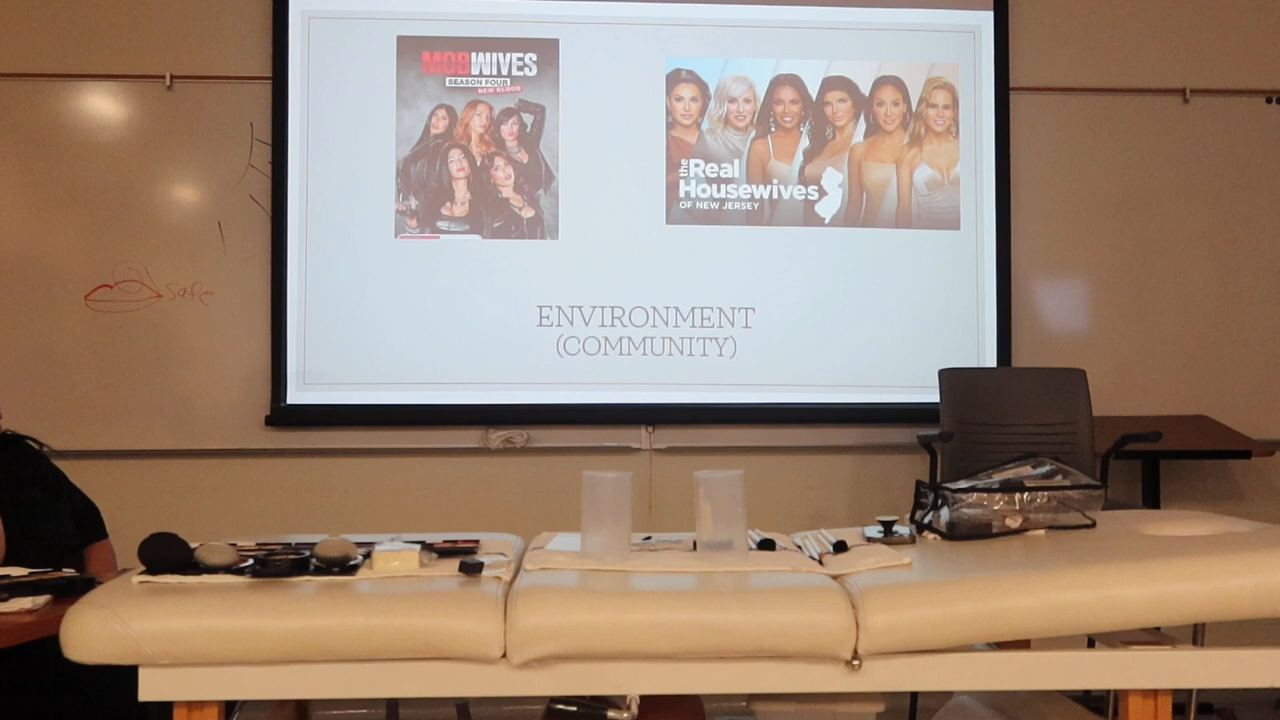 MOBWIVES
SEASON FOUR
NEW BLOOD
the Real
Housewives
OF NEW JERSEY
ENVIRONMENT
(COMMUNITY)
safe